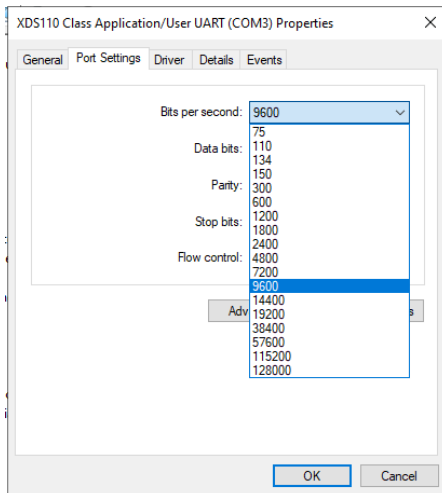 XDS110 Class Application/User UART (COM3) Properties
General Port Settings Driver Details Events
Bits per second: 9600
75
Data bits: 110
134
Parity: 150
300
600
Stop bits: 1200
1800
2400
Flow control: 4800
7200
9600
14400
Adv 19200 s
38400
57600
115200
128000
OK Cancel